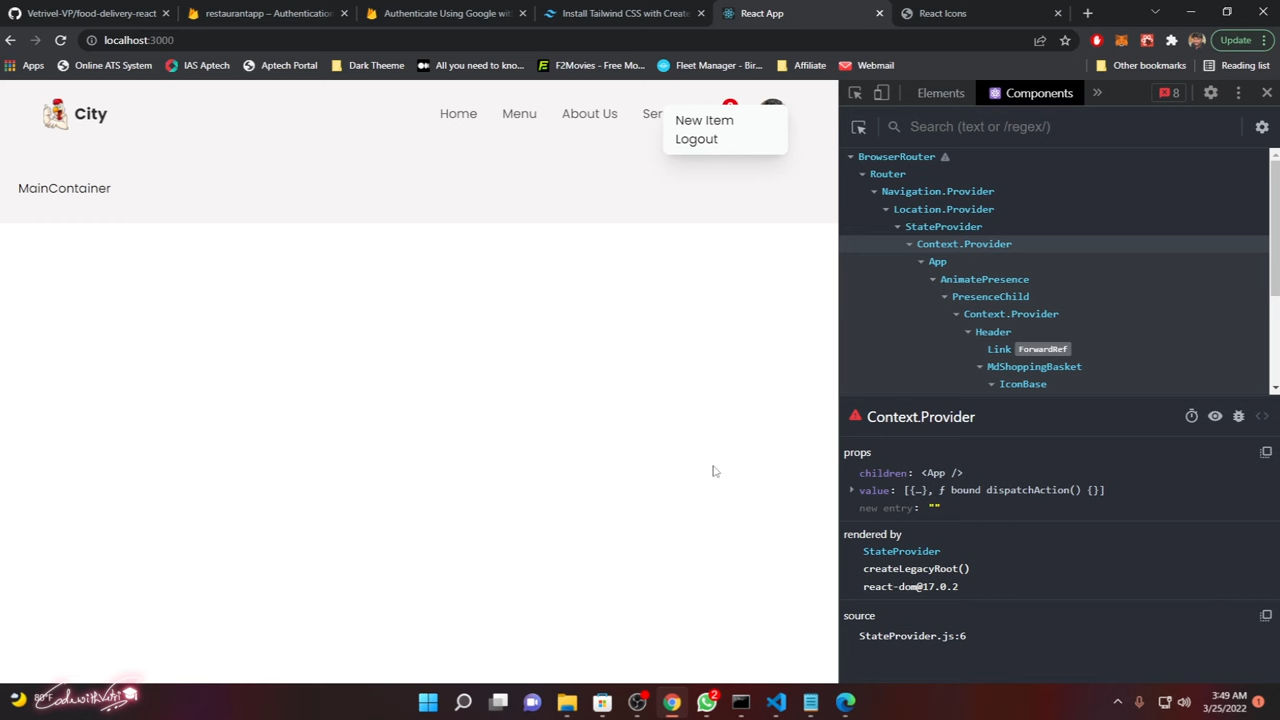 Vetrivel-VP/food-delivery-react
restaurantapp – Authentication
Authenticate Using Google with
Install Tailwind CSS with Create
React App
React Icons
localhost:3000
Update
Apps
Online ATS System
IAS Aptech
Aptech Portal
Dark Theeme
All you need to kno...
F2Movies - Free Mo...
Fleet Manager - Bir...
Affiliate
Webmail
Other bookmarks
Reading list
City
Home
Menu
About Us
Ser
New Item
Logout
MainContainer
Elements
Components
8
Search (text or /regex/)
BrowserRouter
Router
Navigation.Provider
Location.Provider
StateProvider
Context.Provider
App
AnimatePresence
PresenceChild
Context.Provider
Header
Link ForwardRef
MdShoppingBasket
IconBase
Context.Provider
props
children: <App />
value: [{…}, ƒ bound dispatchAction() {}]
new entry: ""
rendered by
StateProvider
createLegacyRoot()
react-dom@17.0.2
source
StateProvider.js:6
80°F
CodewithVetri
2
3:49 AM
3/25/2022